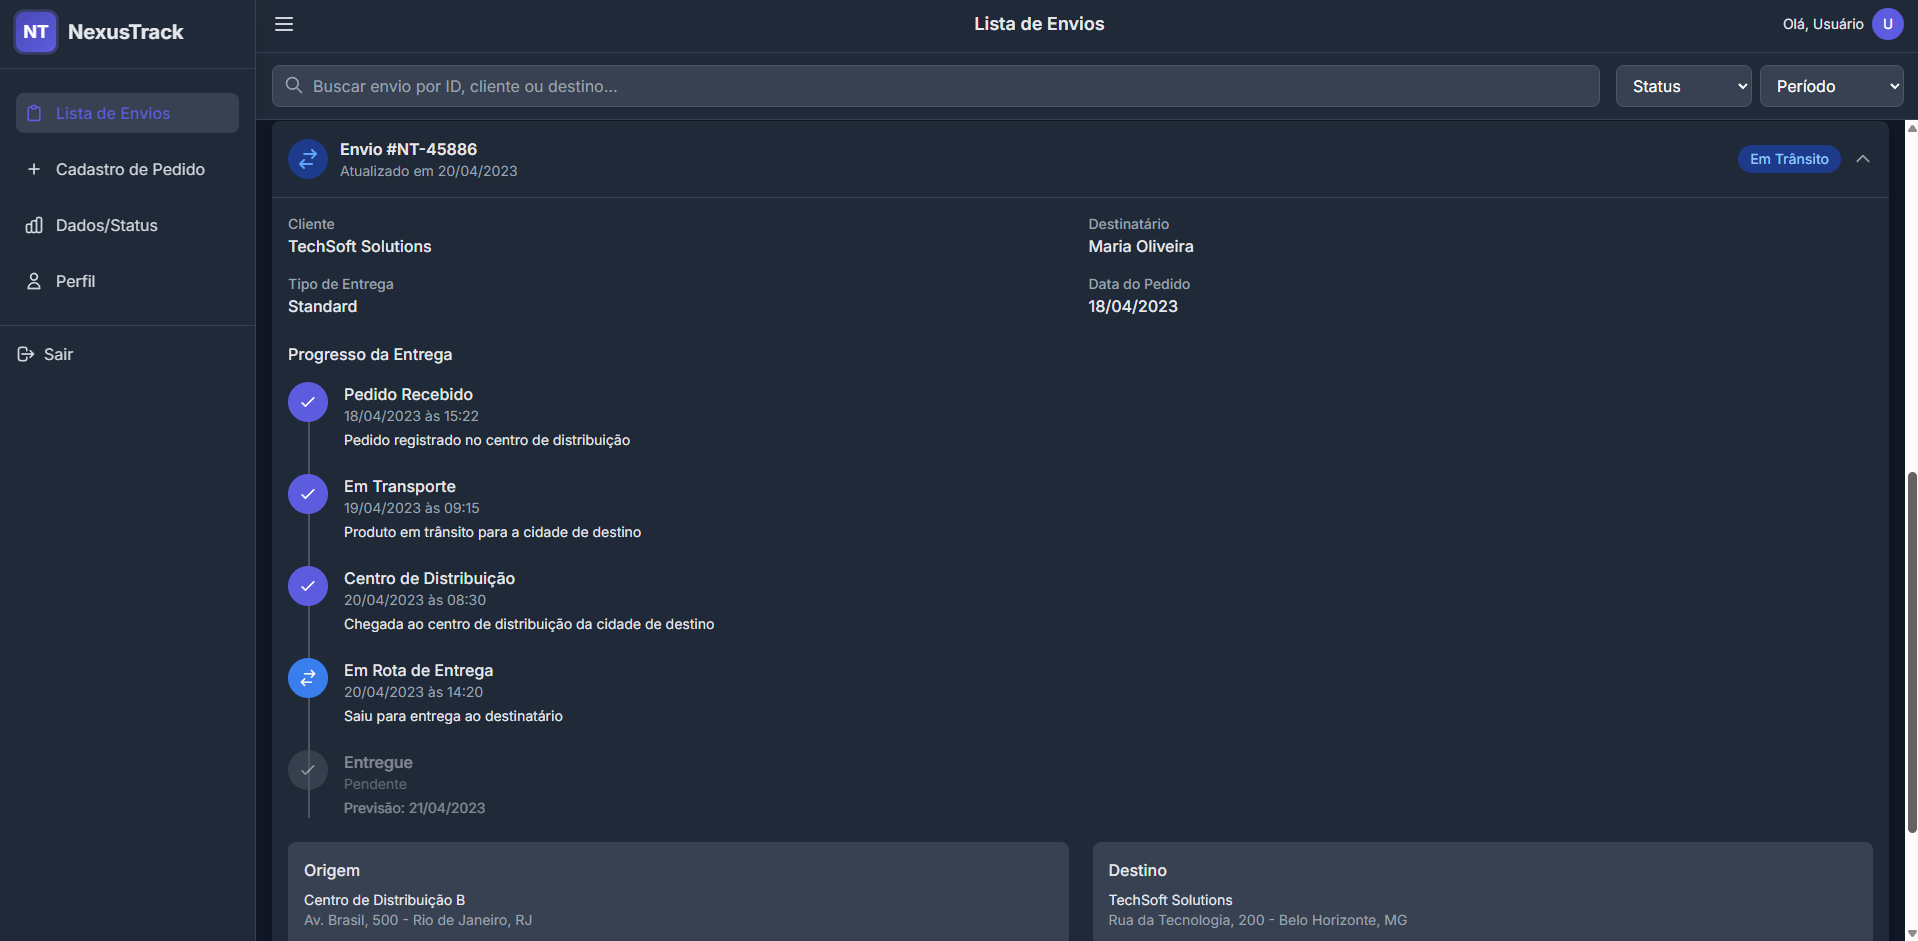 NT NexusTrack
Lista de Envios
Cadastro de Pedido
Dados/Status
Perfil
Sair
Lista de Envios
Olá, Usuário U
Buscar envio por ID, cliente ou destino...
Status
Período
Envio #NT-45886
Atualizado em 20/04/2023
Em Trânsito
Cliente
TechSoft Solutions
Destinatário
Maria Oliveira
Tipo de Entrega
Standard
Data do Pedido
18/04/2023
Progresso da Entrega
Pedido Recebido
18/04/2023 às 15:22
Pedido registrado no centro de distribuição
Em Transporte
19/04/2023 às 09:15
Produto em trânsito para a cidade de destino
Centro de Distribuição
20/04/2023 às 08:30
Chegada ao centro de distribuição da cidade de destino
Em Rota de Entrega
20/04/2023 às 14:20
Saiu para entrega ao destinatário
Entregue
Pendente
Previsão: 21/04/2023
Origem
Centro de Distribuição B
Av. Brasil, 500 - Rio de Janeiro, RJ
Destino
TechSoft Solutions
Rua da Tecnologia, 200 - Belo Horizonte, MG